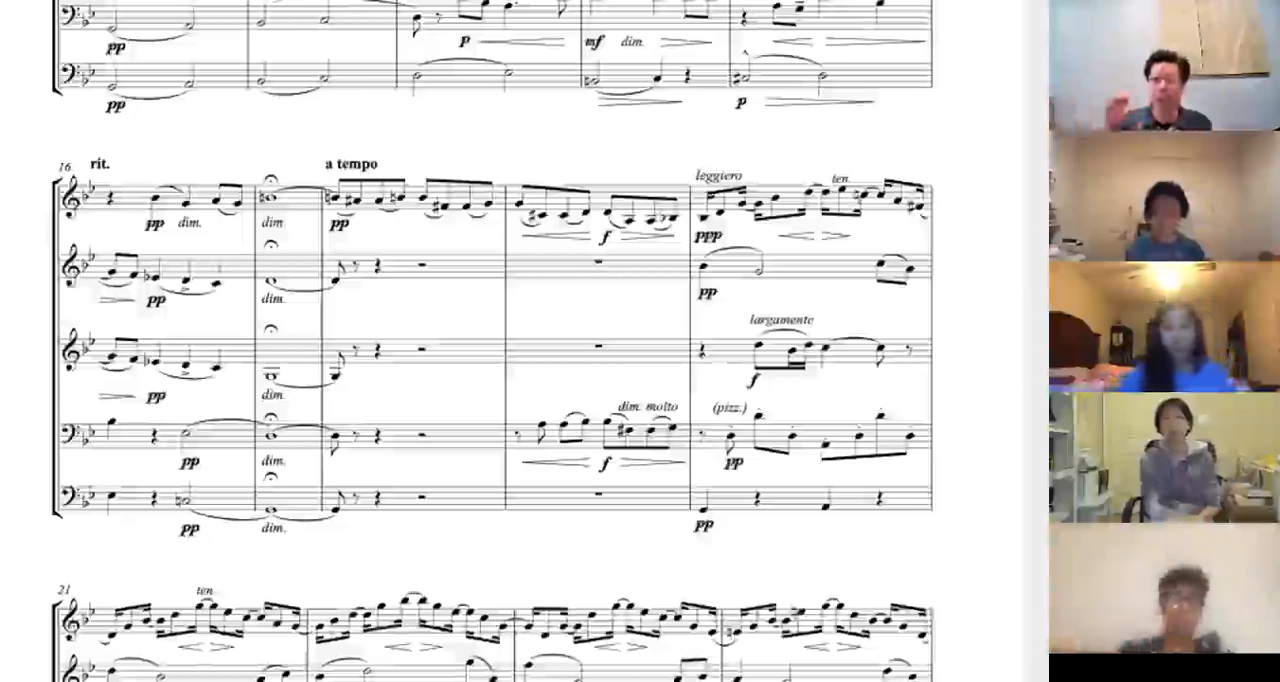 pp p mf dim.
pp p
16 rit. a tempo leggiero ten.
pp dim. dim pp f ppp
pp dim. pp
largamente
pp dim. f
dim. molto (pizz.)
pp dim. f pp
pp dim. pp
21 ten.